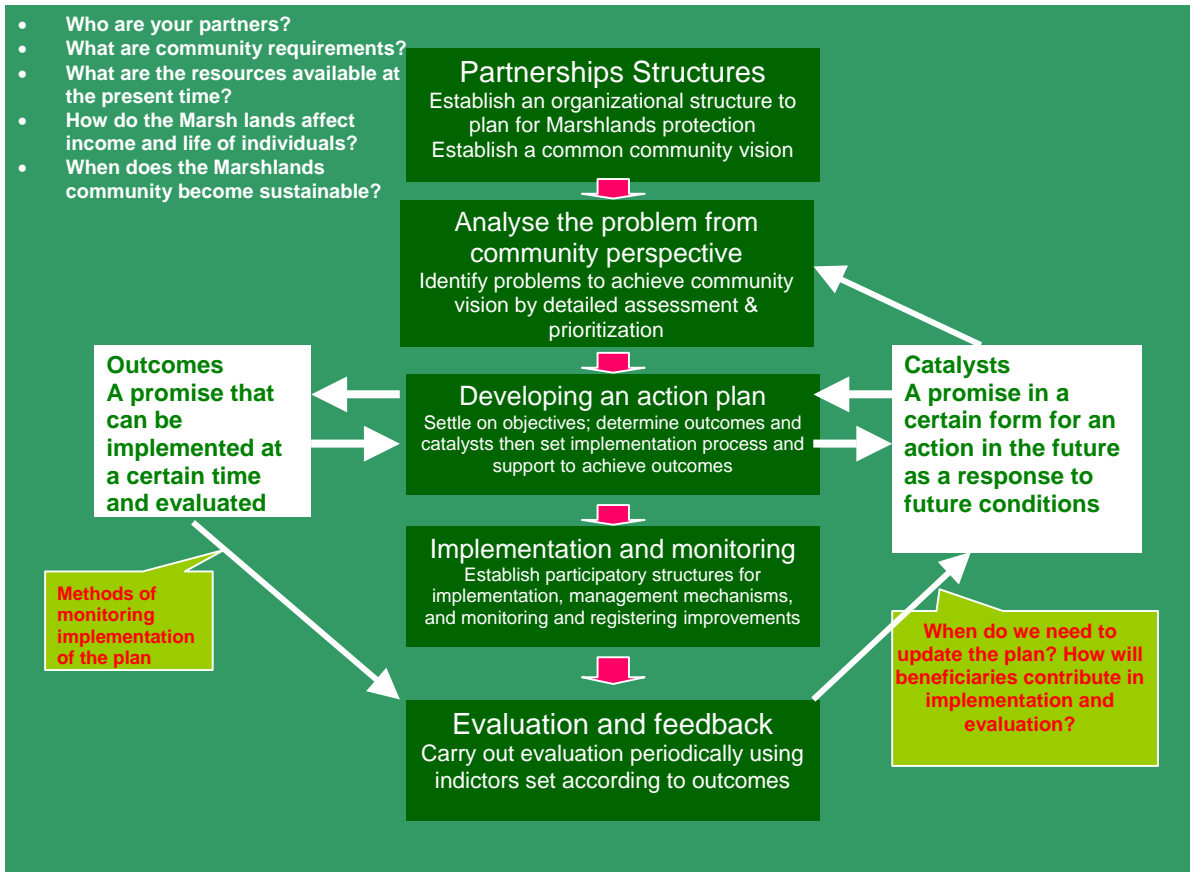 • Who are your partners?
• What are community requirements?
• What are the resources available at
the present time?
• How do the Marsh lands affect
income and life of individuals?
• When does the Marshlands
community become sustainable?
Partnerships Structures
Establish an organizational structure to
plan for Marshlands protection
Establish a common community vision
Analyse the problem from
community perspective
Identify problems to achieve community
vision by detailed assessment &
prioritization
Outcomes
A promise that
can be
implemented at
a certain time
and evaluated
Developing an action plan
Settle on objectives; determine outcomes and
catalysts then set implementation process and
support to achieve outcomes
Catalysts
A promise in a
certain form for an
action in the future
as a response to
future conditions
Implementation and monitoring
Establish participatory structures for
implementation, management mechanisms,
and monitoring and registering improvements
Methods of
monitoring
implementation
of the plan
When do we need to
update the plan? How will
beneficiaries contribute in
implementation and
evaluation?
Evaluation and feedback
Carry out evaluation periodically using
indictors set according to outcomes